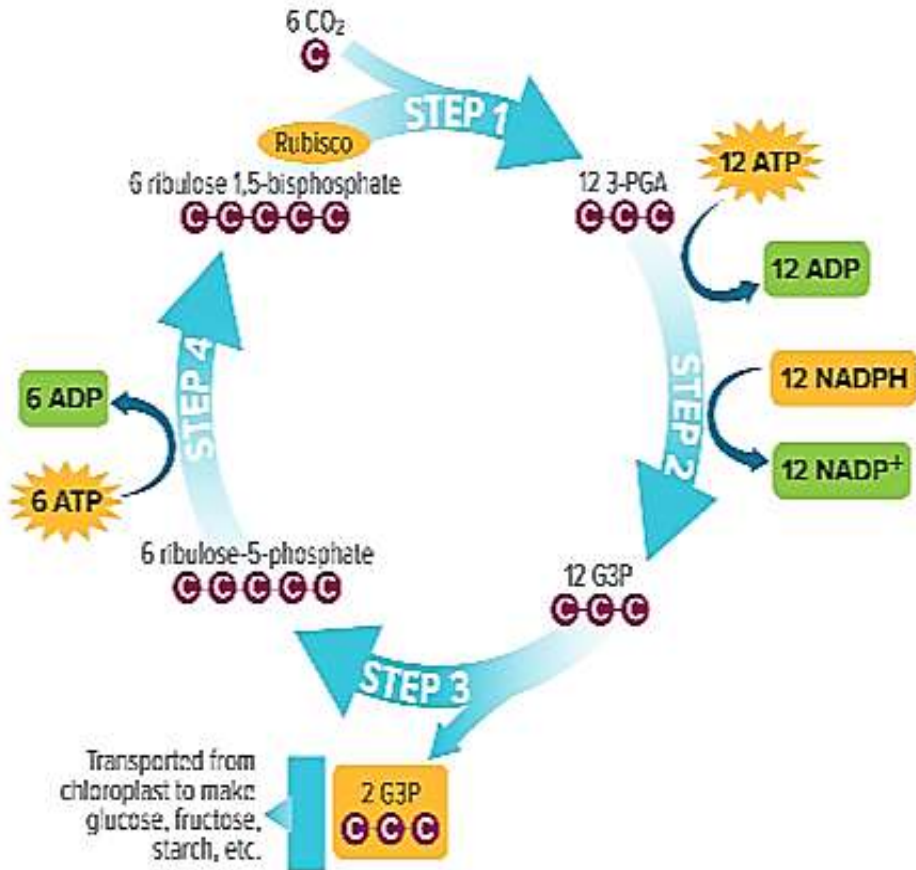 6 CO₂
C
STEP 1
Rubisco
6 ribulose 1,5-bisphosphate
C C C C C
12 3-PGA
C C C
12 ATP
12 ADP
STEP 2
12 NADPH
12 NADP⁺
12 G3P
C C C
STEP 3
2 G3P
C C C
Transported from
chloroplast to make
glucose, fructose,
starch, etc.
6 ribulose-5-phosphate
C C C C C
STEP 4
6 ATP
6 ADP